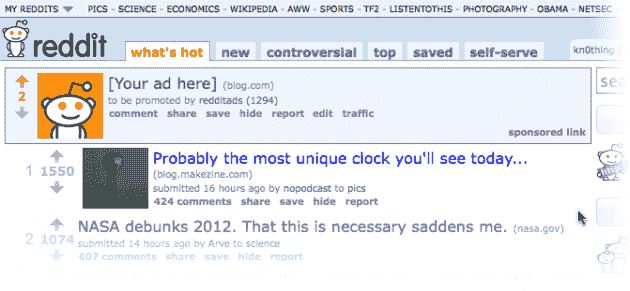 MY REDDITS PICS - SCIENCE - ECONOMICS - WIKIPEDIA - AWW - SPORTS - TF2 - LISTENTOTHIS - PHOTOGRAPHY - OBAMA - NETSEC
reddit what's hot new controversial top saved self-serve kn0thing
[Your ad here] (blog.com)
2
to be promoted by redditads (1294)
comment share save hide report edit traffic
sponsored link
Probably the most unique clock you'll see today...
1 1550 (blog.makezine.com)
submitted 16 hours ago by nopodcast to pics
424 comments share save hide report
NASA debunks 2012. That this is necessary saddens me. (nasa.gov)
2 1074 submitted 14 hours ago by Arve to science
607 comments share save hide report